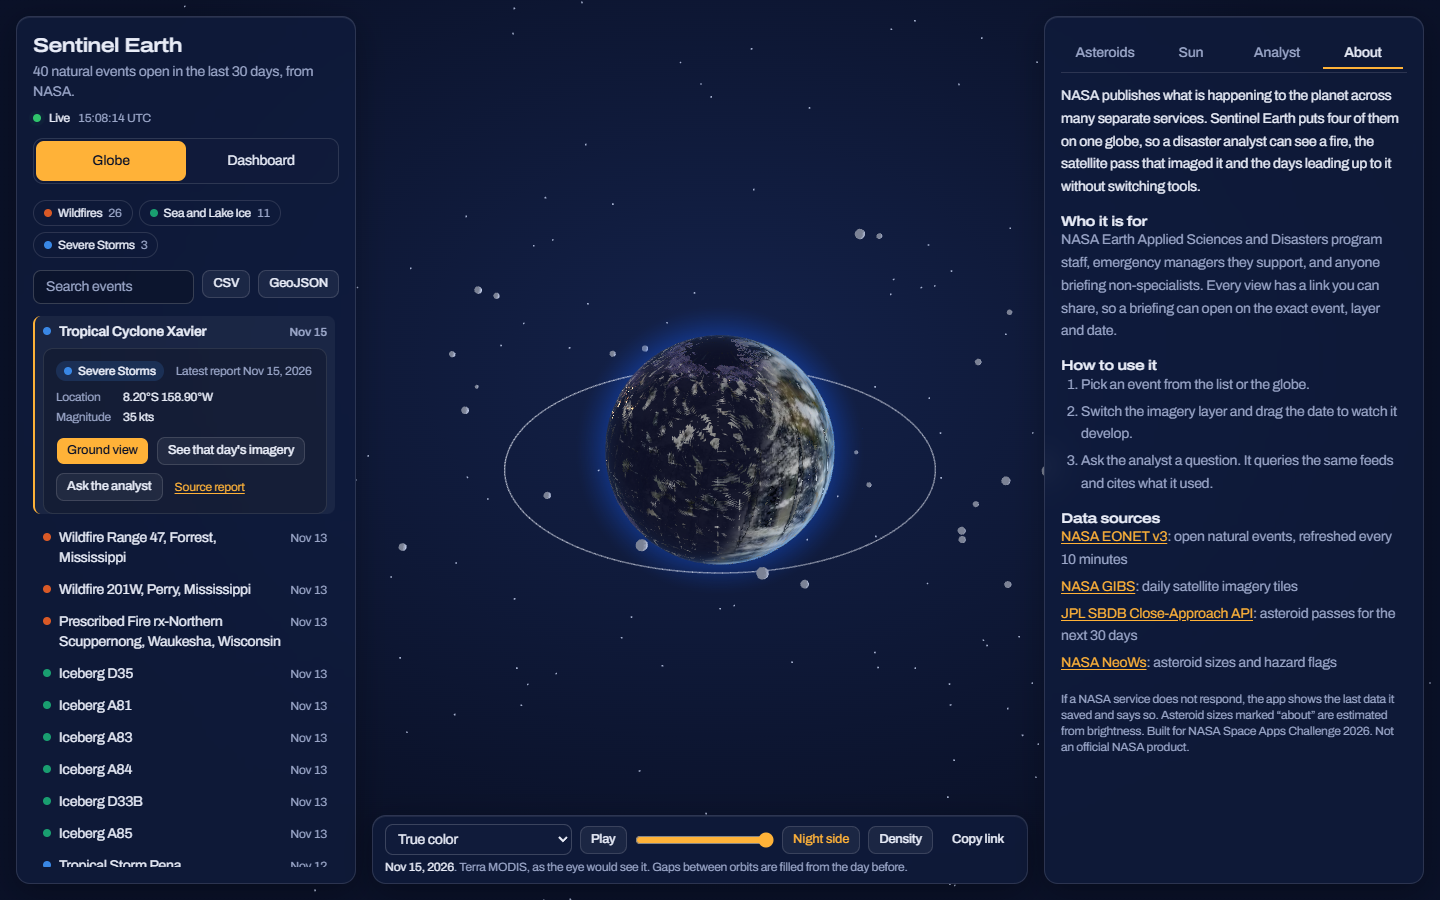 Sentinel Earth
40 natural events open in the last 30 days, from
NASA.
Live 15:08:14 UTC
Globe
Dashboard
Wildfires 26
Sea and Lake Ice 11
Severe Storms 3
Search events
CSV
GeoJSON
Tropical Cyclone Xavier Nov 15
Severe Storms Latest report Nov 15, 2026
Location 8.20°S 158.90°W
Magnitude 35 kts
Ground view
See that day's imagery
Ask the analyst
Source report
Wildfire Range 47, Forrest, Nov 13
Mississippi
Wildfire 201W, Perry, Mississippi Nov 13
Prescribed Fire rx-Northern Nov 13
Scuppernong, Waukesha, Wisconsin
Iceberg D35 Nov 13
Iceberg A81 Nov 13
Iceberg A83 Nov 13
Iceberg A84 Nov 13
Iceberg D33B Nov 13
Iceberg A85 Nov 13
Tropical Storm Pena Nov 12
True color
Play
Night side
Density
Copy link
Nov 15, 2026. Terra MODIS, as the eye would see it. Gaps between orbits are filled from the day before.
Asteroids
Sun
Analyst
About
NASA publishes what is happening to the planet across
many separate services. Sentinel Earth puts four of them
on one globe, so a disaster analyst can see a fire, the
satellite pass that imaged it and the days leading up to it
without switching tools.
Who it is for
NASA Earth Applied Sciences and Disasters program
staff, emergency managers they support, and anyone
briefing non-specialists. Every view has a link you can
share, so a briefing can open on the exact event, layer
and date.
How to use it
1. Pick an event from the list or the globe.
2. Switch the imagery layer and drag the date to watch it
develop.
3. Ask the analyst a question. It queries the same feeds
and cites what it used.
Data sources
NASA EONET v3: open natural events, refreshed every
10 minutes
NASA GIBS: daily satellite imagery tiles
JPL SBDB Close-Approach API: asteroid passes for the
next 30 days
NASA NeoWs: asteroid sizes and hazard flags
If a NASA service does not respond, the app shows the last data it
saved and says so. Asteroid sizes marked “about” are estimated
from brightness. Built for NASA Space Apps Challenge 2026. Not
an official NASA product.